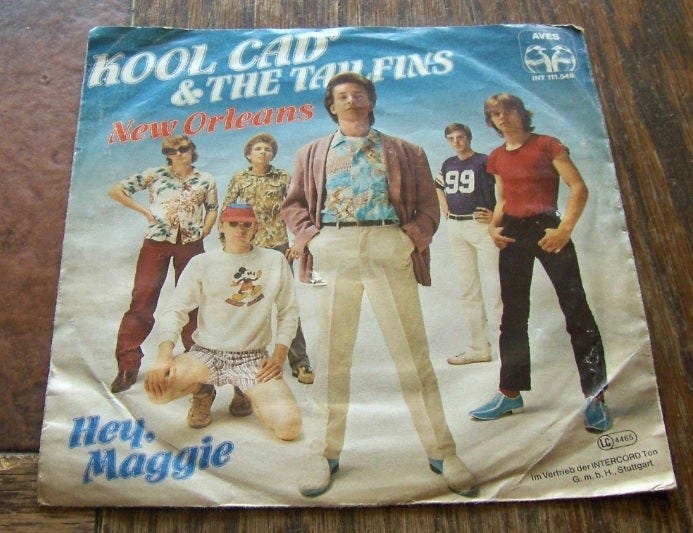 KOOL CAD'
& THE TAILFINS
New Orleans
AVES
INT 111.549
99
Hey,
Maggie
LC 4465
Im Vertrieb der INTERCORD Ton
G.m.b.H., Stuttgart